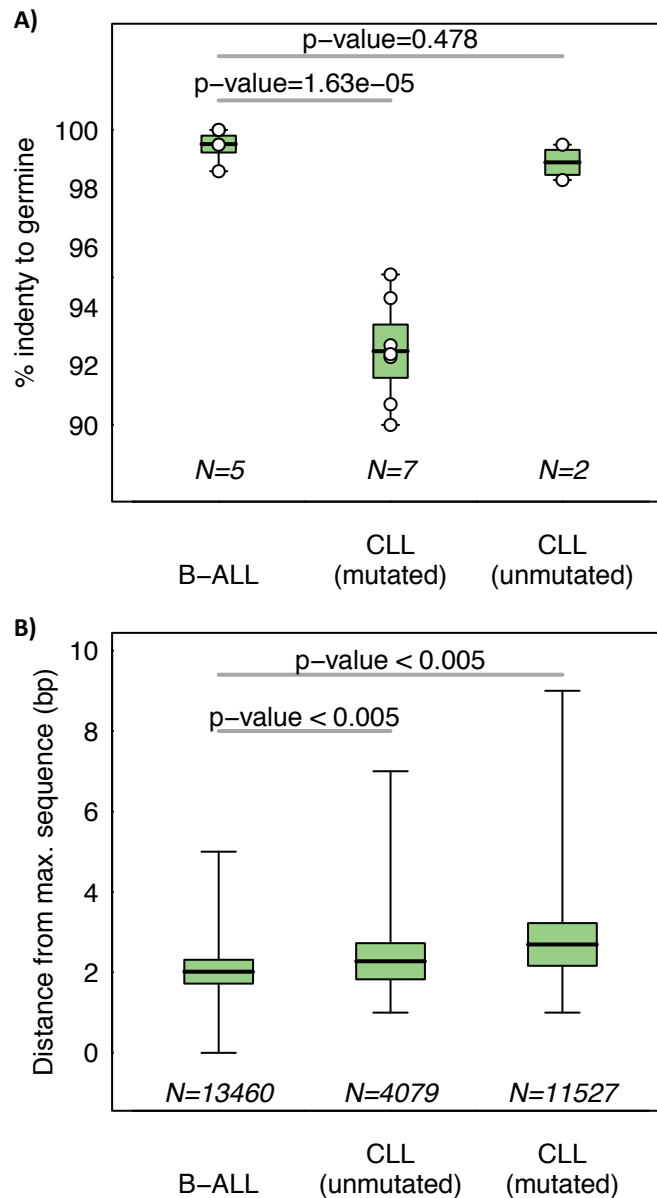 A)
p−value=0.478
p−value=1.63e−05
% indenty to germine
100
98
96
94
92
90
N=5 N=7 N=2
B−ALL CLL (mutated) CLL (unmutated)
B)
Distance from max. sequence (bp)
10
8
6
4
2
0
p−value < 0.005
p−value < 0.005
N=13460 N=4079 N=11527
B−ALL CLL (unmutated) CLL (mutated)